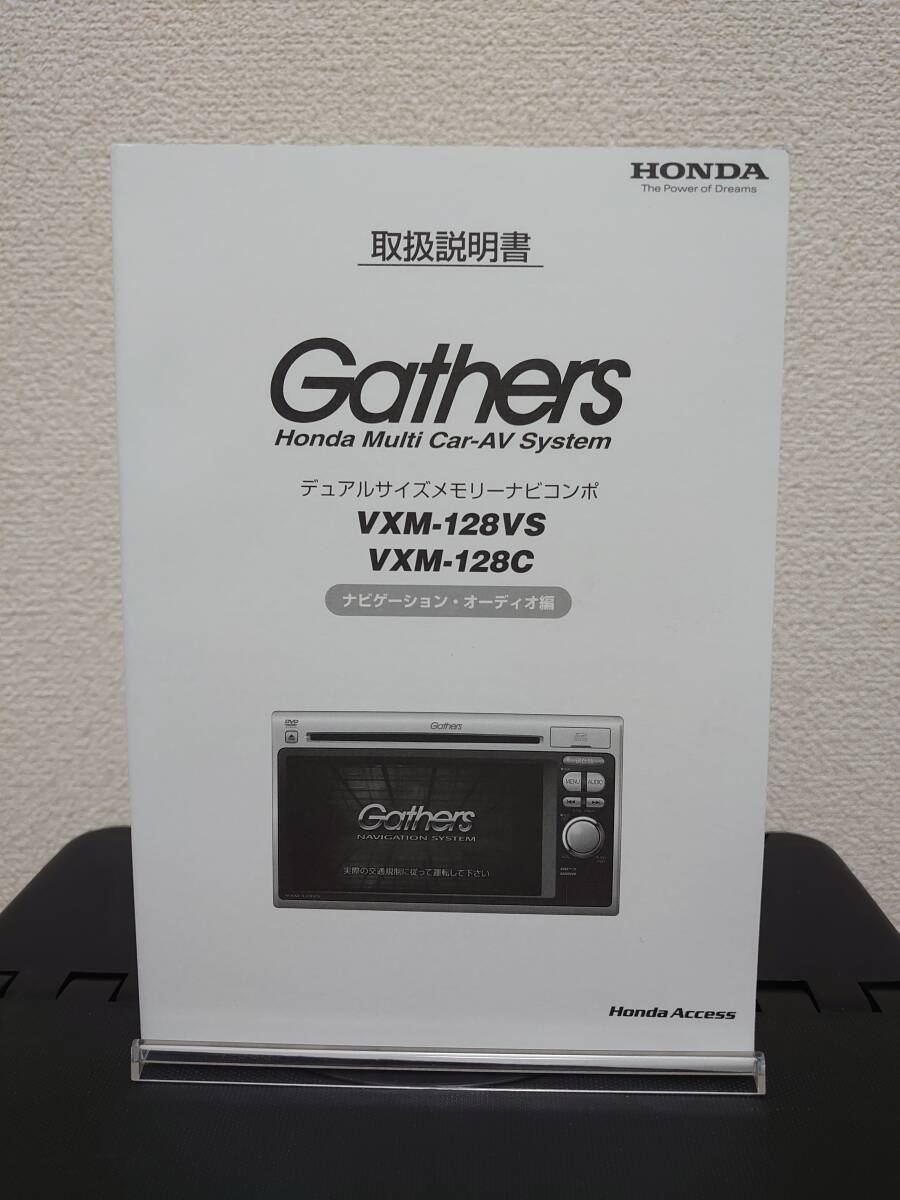 HONDA
The Power of Dreams
取扱説明書
Gathers
Honda Multi Car-AV System
デュアルサイズメモリーナビコンポ
VXM-128VS
VXM-128C
ナビゲーション・オーディオ編
DVD
Gathers
MENU
AUDIO
Gathers
NAVIGATION SYSTEM
実際の交通規制に従って運転して下さい
VXM-128VS
Honda Access